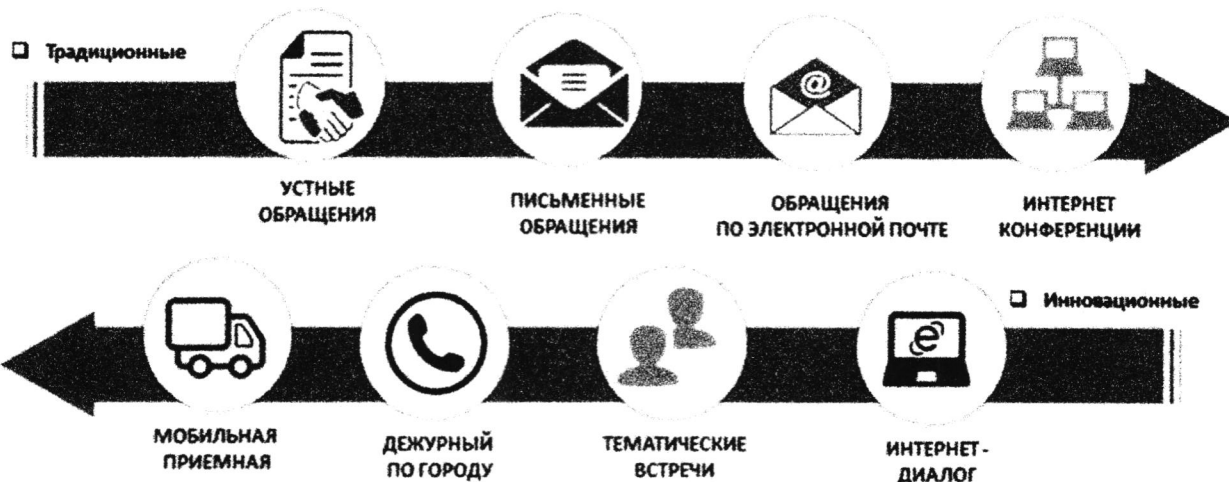 Традиционные
УСТНЫЕ
ОБРАЩЕНИЯ
ПИСЬМЕННЫЕ
ОБРАЩЕНИЯ
ОБРАЩЕНИЯ
ПО ЭЛЕКТРОННОЙ ПОЧТЕ
ИНТЕРНЕТ
КОНФЕРЕНЦИИ
Инновационные
МОБИЛЬНАЯ
ПРИЕМНАЯ
ДЕЖУРНЫЙ
ПО ГОРОДУ
ТЕМАТИЧЕСКИЕ
ВСТРЕЧИ
ИНТЕРНЕТ -
ДИАЛОГ